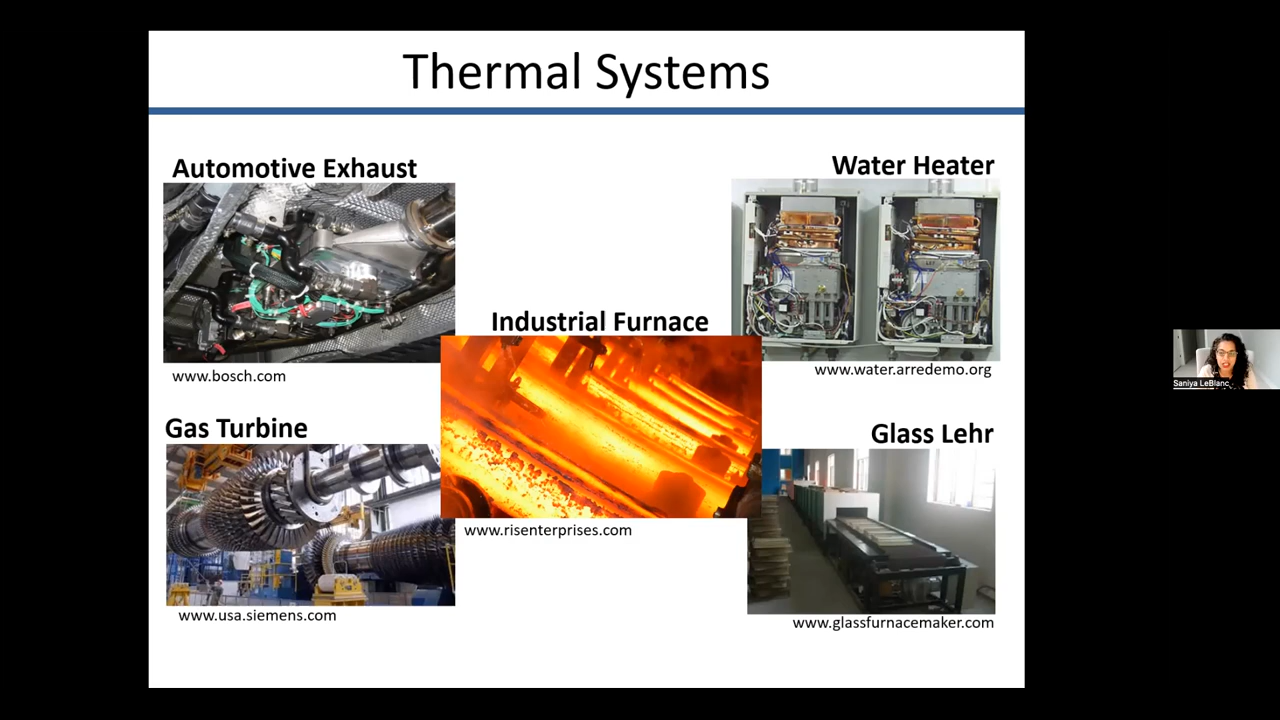 Thermal Systems
Automotive Exhaust
www.bosch.com
Water Heater
www.water.arredemo.org
Industrial Furnace
www.risenterprises.com
Gas Turbine
www.usa.siemens.com
Glass Lehr
www.glassfurnacemaker.com
Saniya LeBlanc